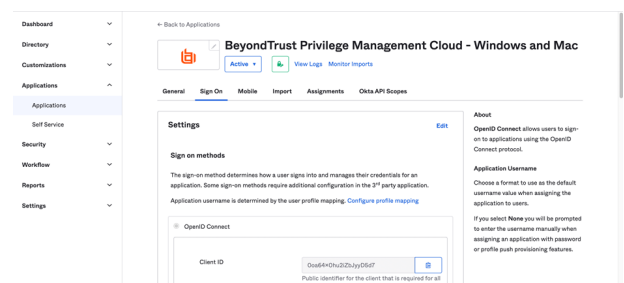 Dashboard
Directory
Customizations
Applications
Applications
Self Service
Security
Workflow
Reports
Settings
← Back to Applications
BeyondTrust Privilege Management Cloud - Windows and Mac
Active ▼
View Logs Monitor Imports
General Sign On Mobile Import Assignments Okta API Scopes
Settings
Edit
Sign on methods
The sign-on method determines how a user signs into and manages their credentials for an
application. Some sign-on methods require additional configuration in the 3rd party application.
Application username is determined by the user profile mapping. Configure profile mapping
OpenID Connect
Client ID
Public identifier for the client that is required for all
About
OpenID Connect allows users to sign-
on to applications using the OpenID
Connect protocol.
Application Username
Choose a format to use as the default
username value when assigning the
application to users.
If you select None you will be prompted
to enter the username manually when
assigning an application with password
or profile push provisioning features.